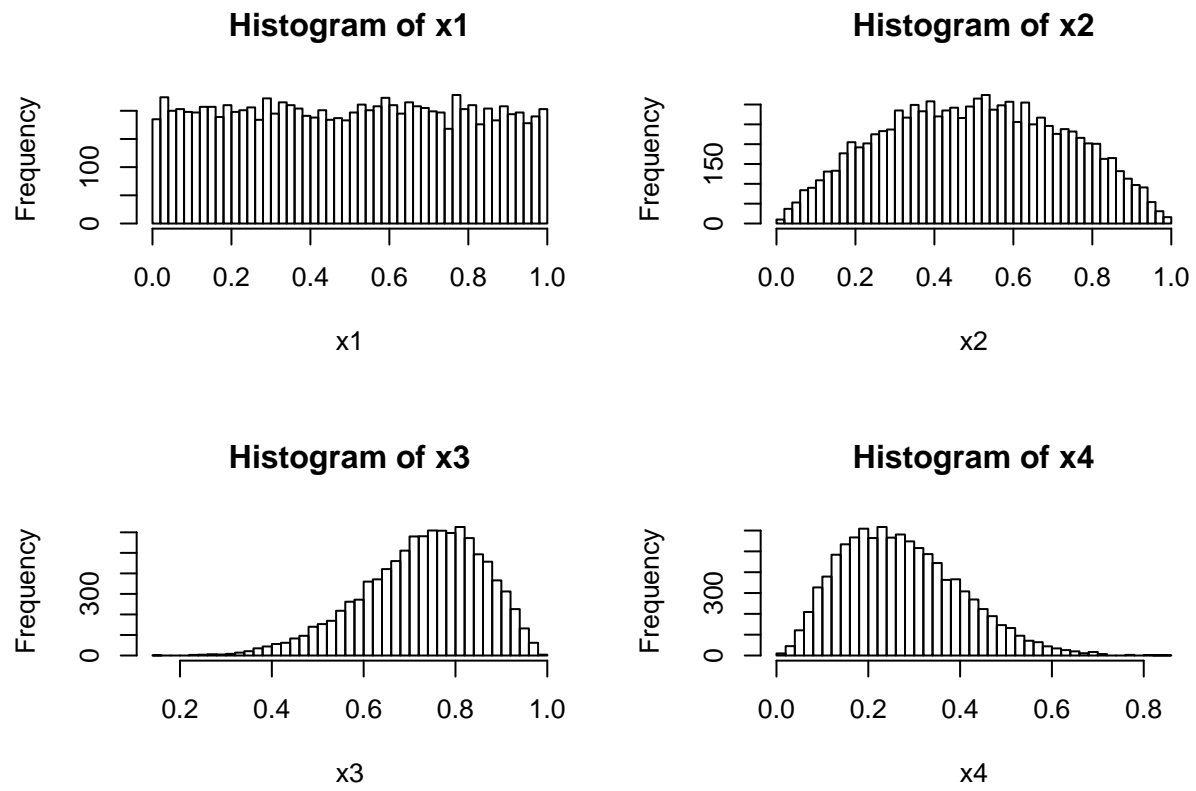 Histogram of x1
Frequency
0
100
0.0 0.2 0.4 0.6 0.8 1.0
x1
Histogram of x2
Frequency
0
150
0.0 0.2 0.4 0.6 0.8 1.0
x2
Histogram of x3
Frequency
0
300
0.2 0.4 0.6 0.8 1.0
x3
Histogram of x4
Frequency
0
300
0.0 0.2 0.4 0.6 0.8
x4